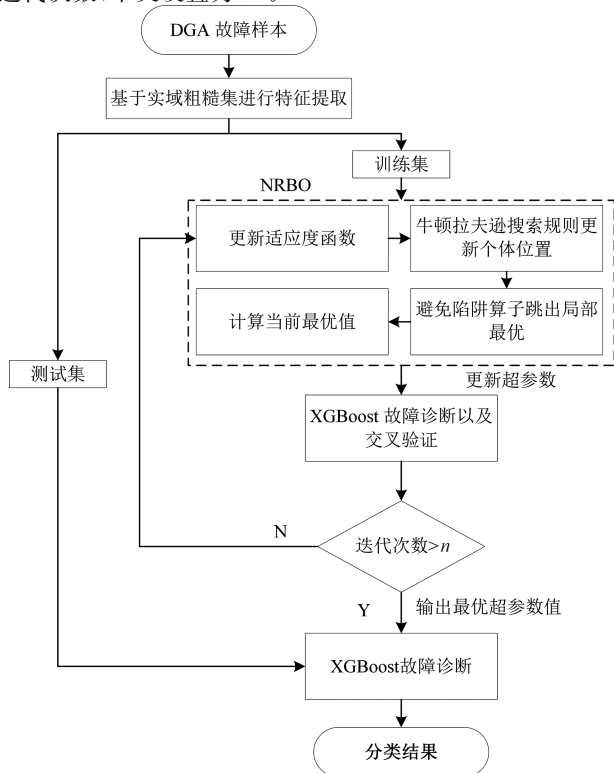 DGA 故障样本
基于实域粗糙集进行特征提取
训练集
NRBO
更新适应度函数
牛顿拉夫逊搜索规则更
新个体位置
计算当前最优值
避免陷阱算子跳出局部
最优
测试集
更新超参数
XGBoost 故障诊断以及
交叉验证
N
迭代次数>n
Y
输出最优超参数值
XGBoost故障诊断
分类结果